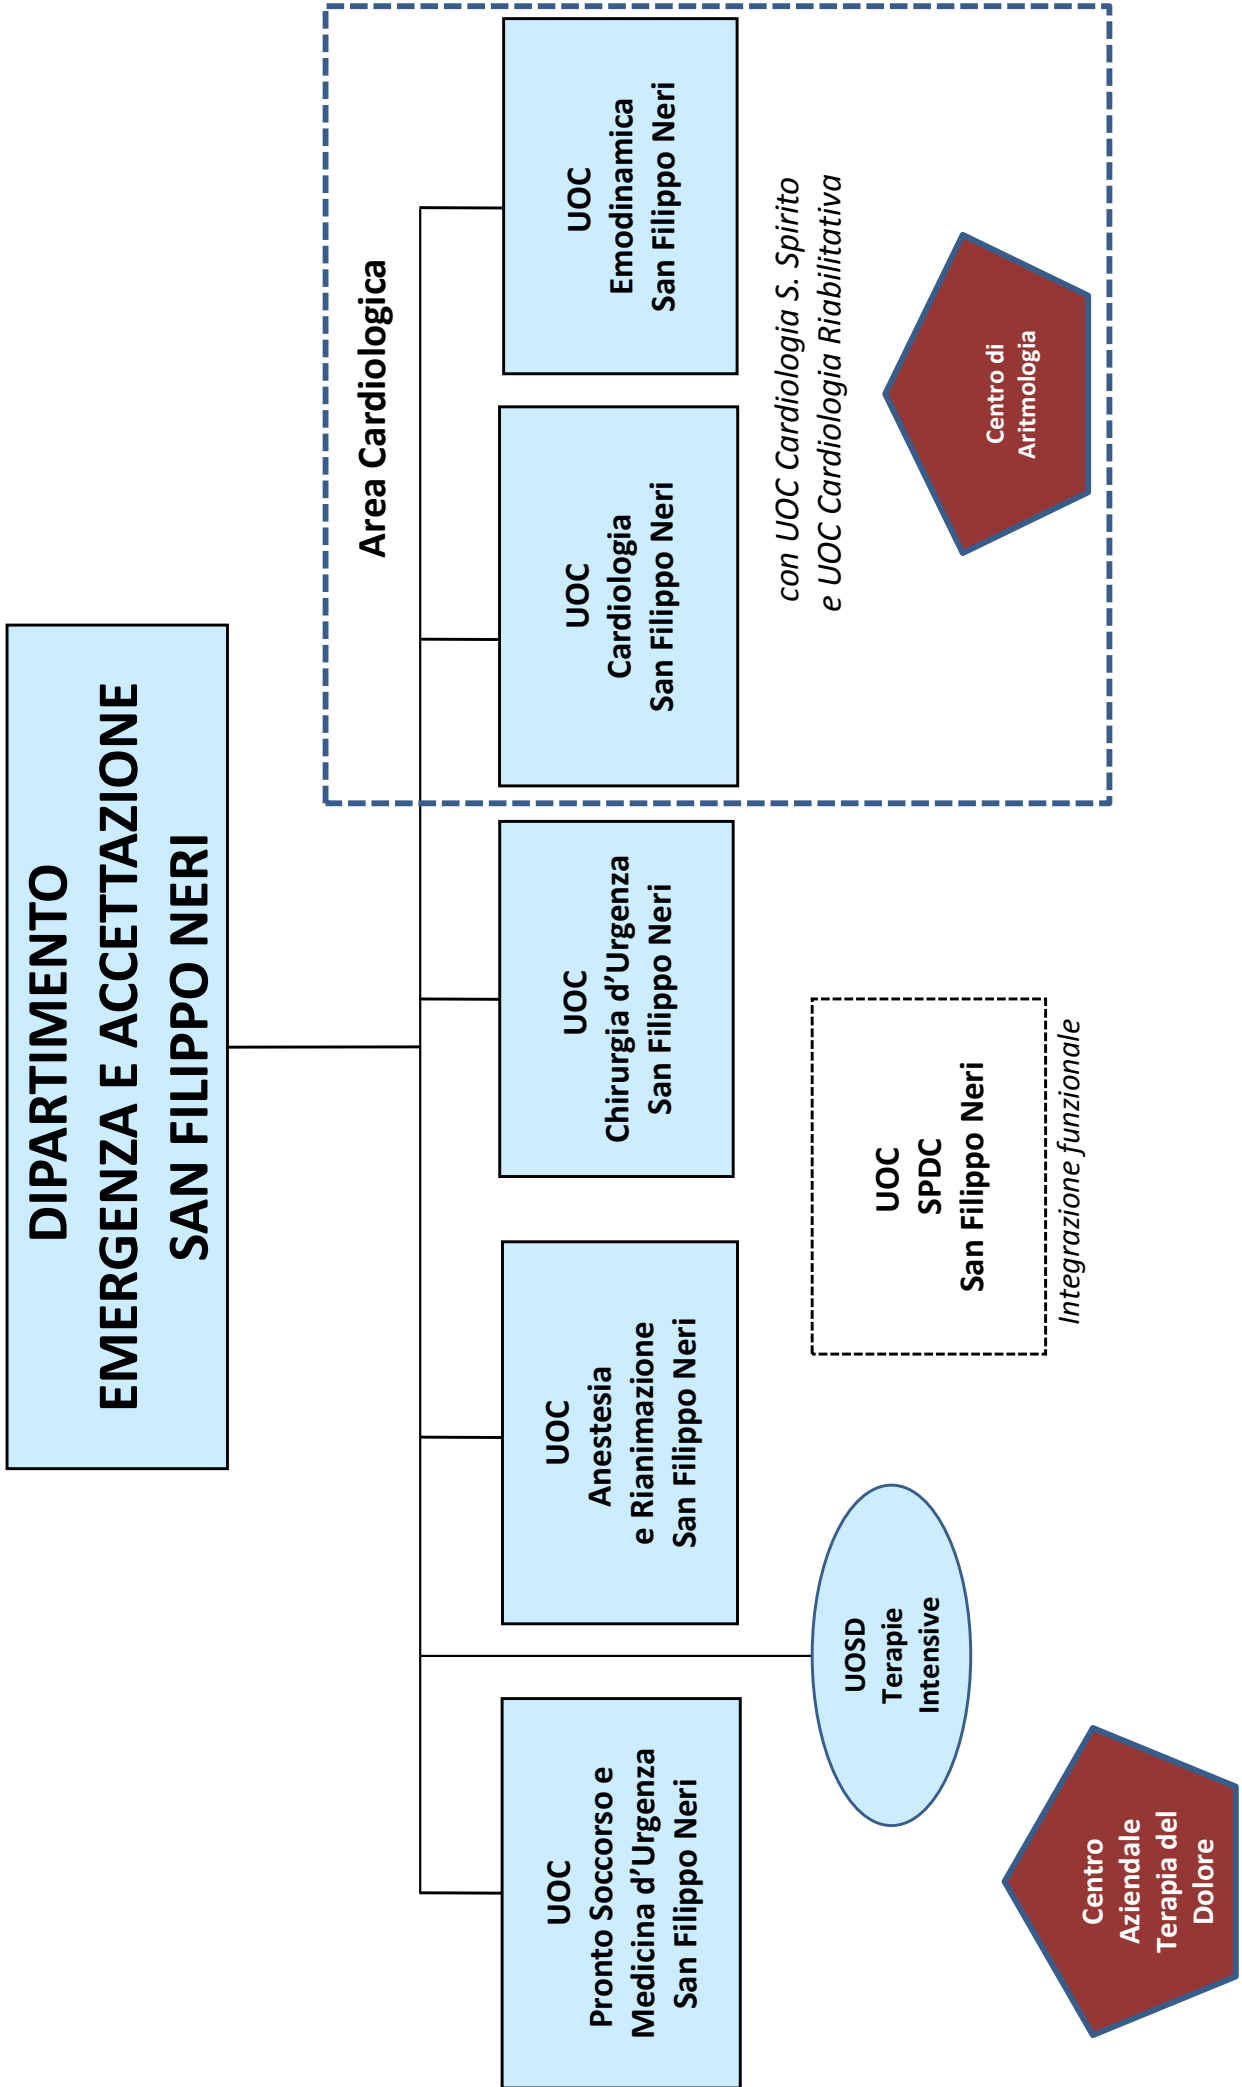 DIPARTIMENTO
EMERGENZA E ACCETTAZIONE
SAN FILIPPO NERI
Area Cardiologica
UOC
Pronto Soccorso e
Medicina d’Urgenza
San Filippo Neri
UOC
Anestesia
e Rianimazione
San Filippo Neri
UOC
Chirurgia d’Urgenza
San Filippo Neri
UOC
Cardiologia
San Filippo Neri
UOC
Emodinamica
San Filippo Neri
con UOC Cardiologia S. Spirito
e UOC Cardiologia Riabilitativa
UOSD
Terapie
Intensive
UOC
SPDC
San Filippo Neri
Integrazione funzionale
Centro di
Aritmologia
Centro
Aziendale
Terapia del
Dolore